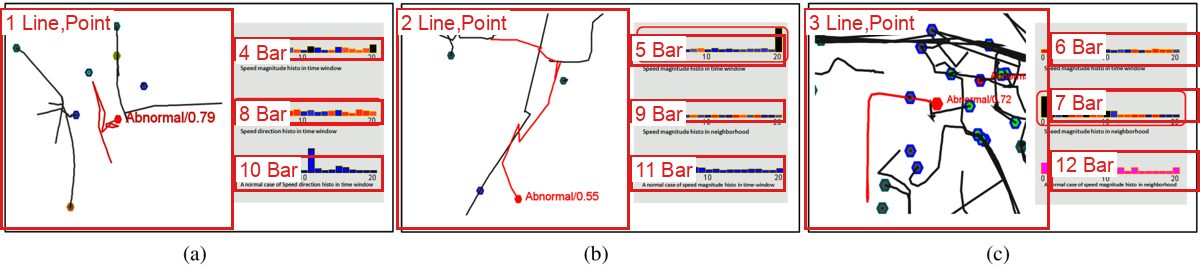 1 Line,Point
Abnormal/0.79
4 Bar
10
20
Speed magnitude histo in time window
8 Bar
10
20
Speed direction histo in time window
10 Bar
10
20
A normal case of Speed direction histo in time window
(a)
2 Line,Point
Abnormal/0.55
5 Bar
10
20
Speed magnitude histo in time window
9 Bar
10
20
Speed magnitude histo in neighborhood
11 Bar
10
20
A normal case of speed magnitude histo in time-window
(b)
3 Line,Point
Abnormal/0.72
6 Bar
10
20
Speed magnitude histo in time window
7 Bar
0
10
20
Speed magnitude histo in neighborhood
12 Bar
10
20
A normal case of speed magnitude histo in neighborhood
(c)